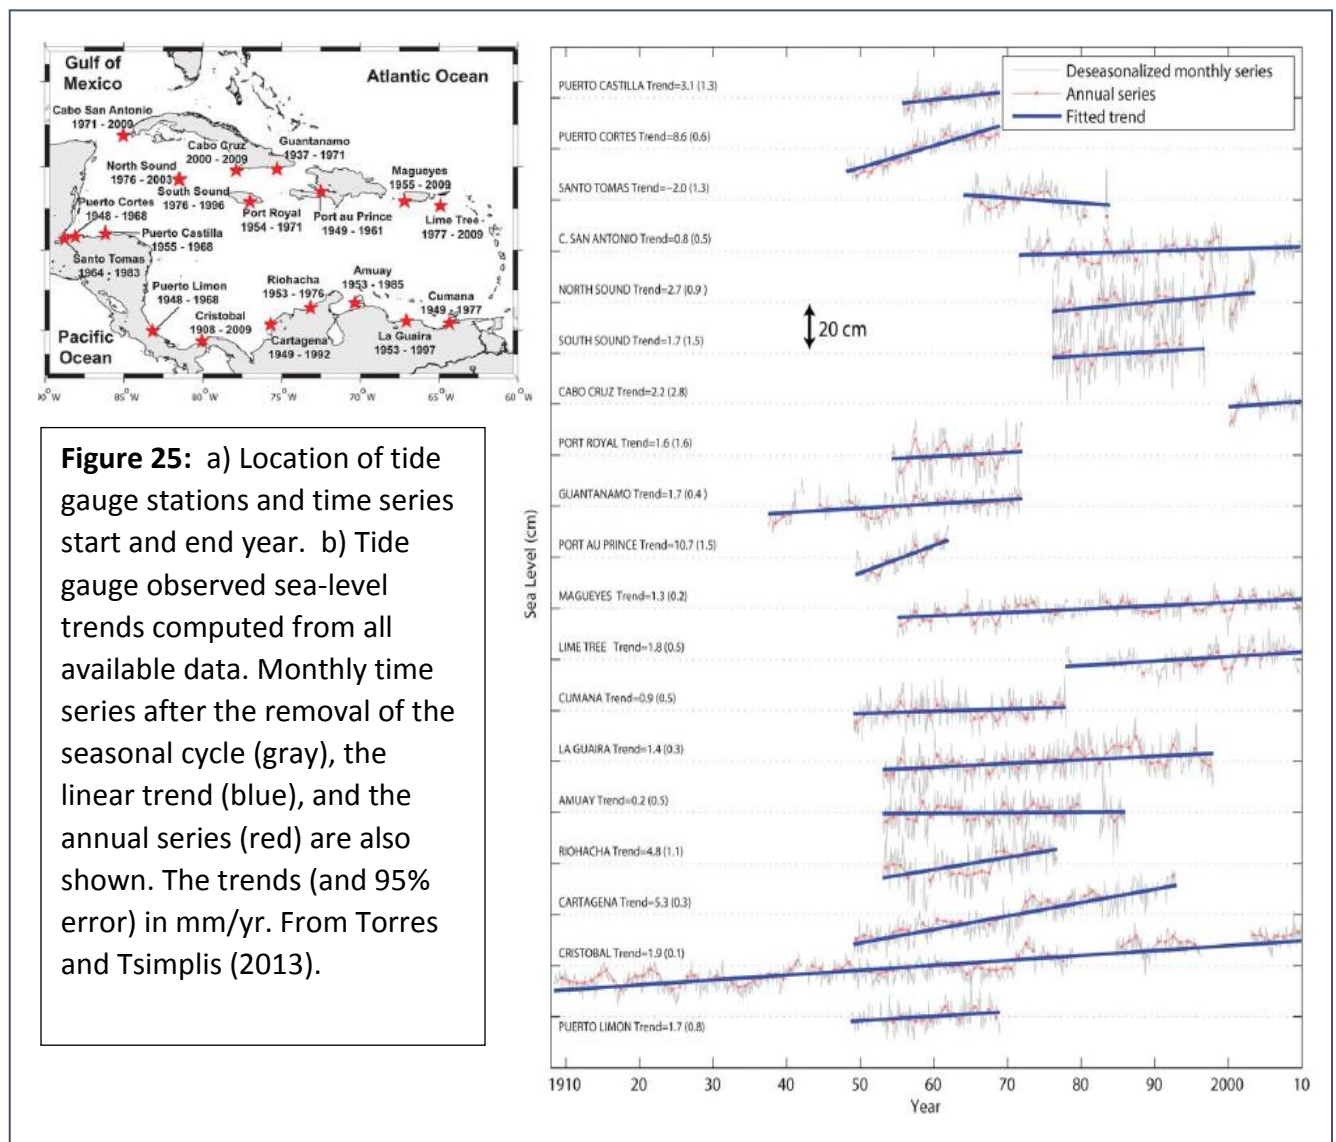 Gulf of
Mexico
Atlantic Ocean
Cabo San Antonio
1971 - 2009
Cabo Cruz
2000 - 2009
Guantanamo
1937 - 1971
North Sound
1976 - 2003
Magueyes
1955 - 2009
South Sound
1976 - 1996
Puerto Cortes
1948 - 1968
Port Royal
1954 - 1971
Port au Prince
1949 - 1961
Lime Tree
1977 - 2009
Puerto Castilla
1955 - 1968
Santo Tomas
1964 - 1983
Puerto Limon
1948 - 1968
Riohacha
1953 - 1976
Amuay
1953 - 1985
Cumana
1949 - 1977
Cristobal
1908 - 2009
Pacific
Ocean
Cartagena
1949 - 1992
La Guaira
1953 - 1997
90°W 85°W 80°W 75°W 70°W 65°W 60°W
Figure 25: a) Location of tide
gauge stations and time series
start and end year. b) Tide
gauge observed sea-level
trends computed from all
available data. Monthly time
series after the removal of the
seasonal cycle (gray), the
linear trend (blue), and the
annual series (red) are also
shown. The trends (and 95%
error) in mm/yr. From Torres
and Tsimplis (2013).
Deseasonalized monthly series
Annual series
Fitted trend
PUERTO CASTILLA Trend=3.1 (1.3)
PUERTO CORTES Trend=8.6 (0.6)
SANTO TOMAS Trend=−2.0 (1.3)
C. SAN ANTONIO Trend=0.8 (0.5)
NORTH SOUND Trend=2.7 (0.9 )
20 cm
SOUTH SOUND Trend=1.7 (1.5)
CABO CRUZ Trend=2.2 (2.8)
PORT ROYAL Trend=1.6 (1.6)
GUANTANAMO Trend=1.7 (0.4 )
PORT AU PRINCE Trend=10.7 (1.5)
MAGUEYES Trend=1.3 (0.2)
LIME TREE Trend=1.8 (0.5)
CUMANA Trend=0.9 (0.5)
LA GUAIRA Trend=1.4 (0.3)
AMUAY Trend=0.2 (0.5)
RIOHACHA Trend=4.8 (1.1)
CARTAGENA Trend=5.3 (0.3)
CRISTOBAL Trend=1.9 (0.1)
PUERTO LIMON Trend=1.7 (0.8)
Sea Level (cm)
1910 20 30 40 50 60 70 80 90 2000 10
Year